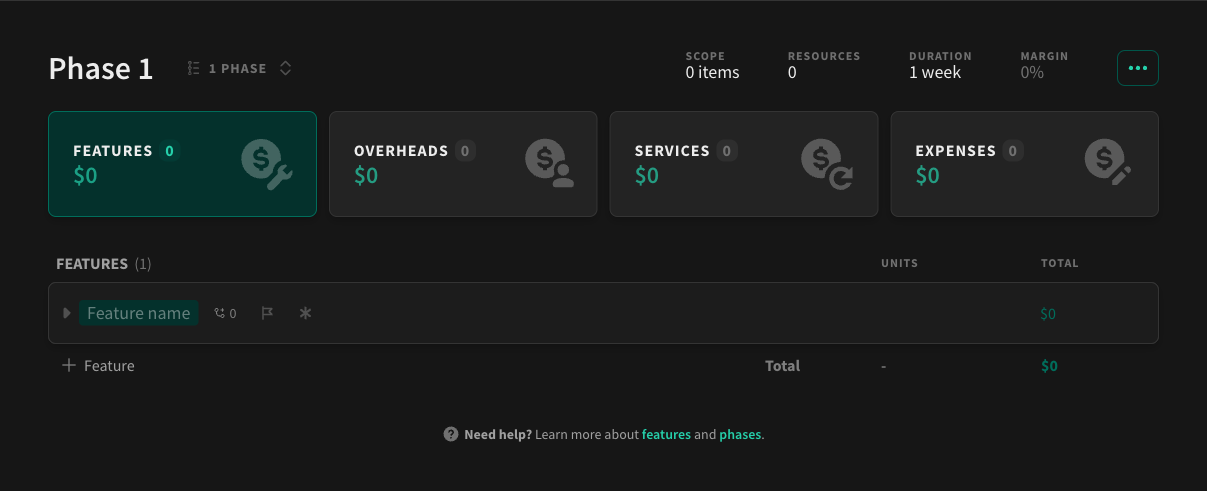 Phase 1
1 PHASE
SCOPE RESOURCES DURATION MARGIN
0 items 0 1 week 0%
FEATURES 0 OVERHEADS 0 SERVICES 0 EXPENSES 0
$0 $0 $0 $0
FEATURES (1) UNITS TOTAL
Feature name 0 $0
Feature Total - $0
Need help? Learn more about features and phases.